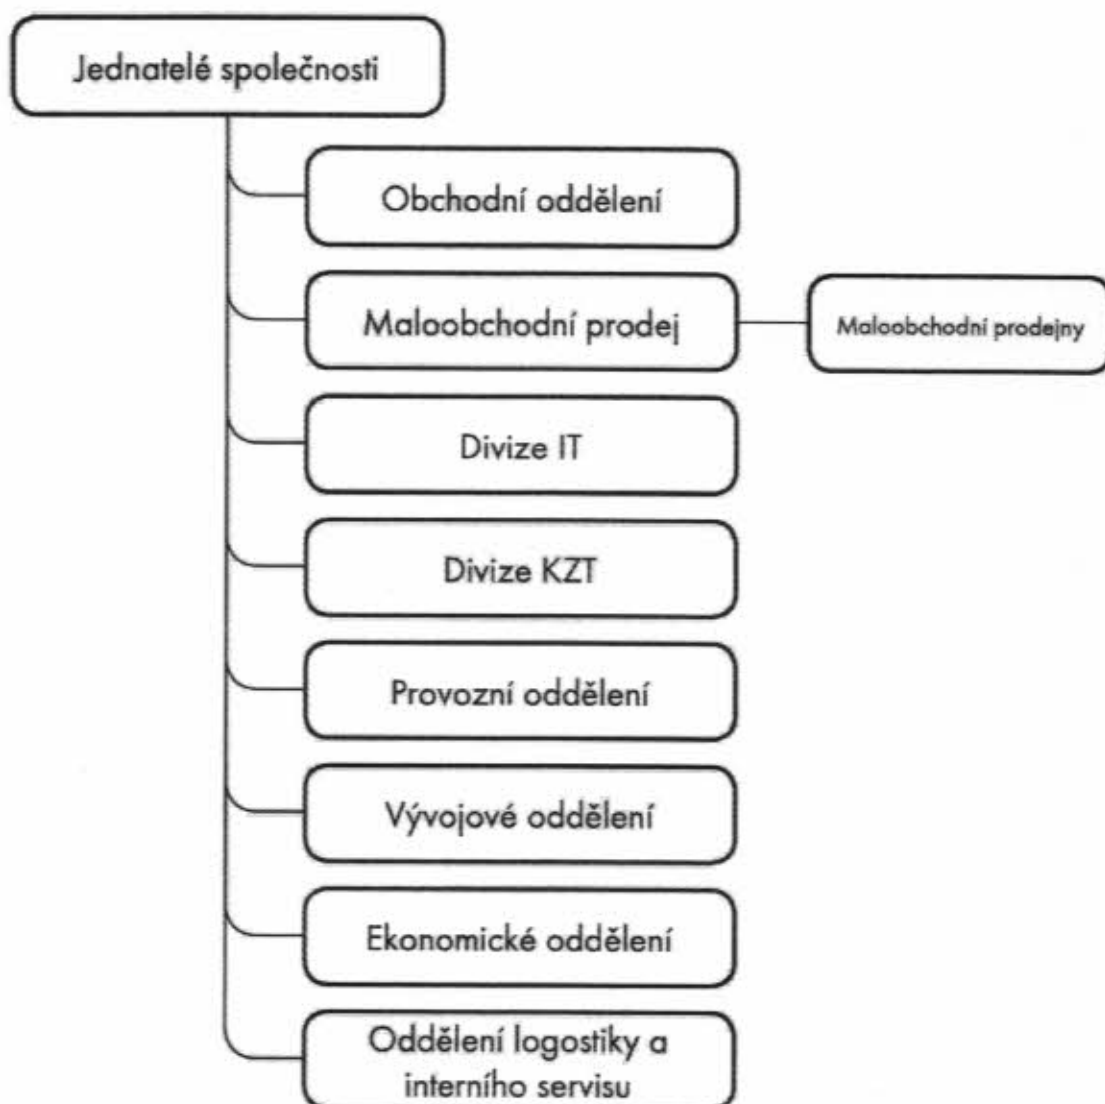 Jednatelé společnosti
Obchodní oddělení
Maloobchodní prodej
Maloobchodní prodejny
Divize IT
Divize KZT
Provozní oddělení
Vývojové oddělení
Ekonomické oddělení
Oddělení logostiky a
interního servisu